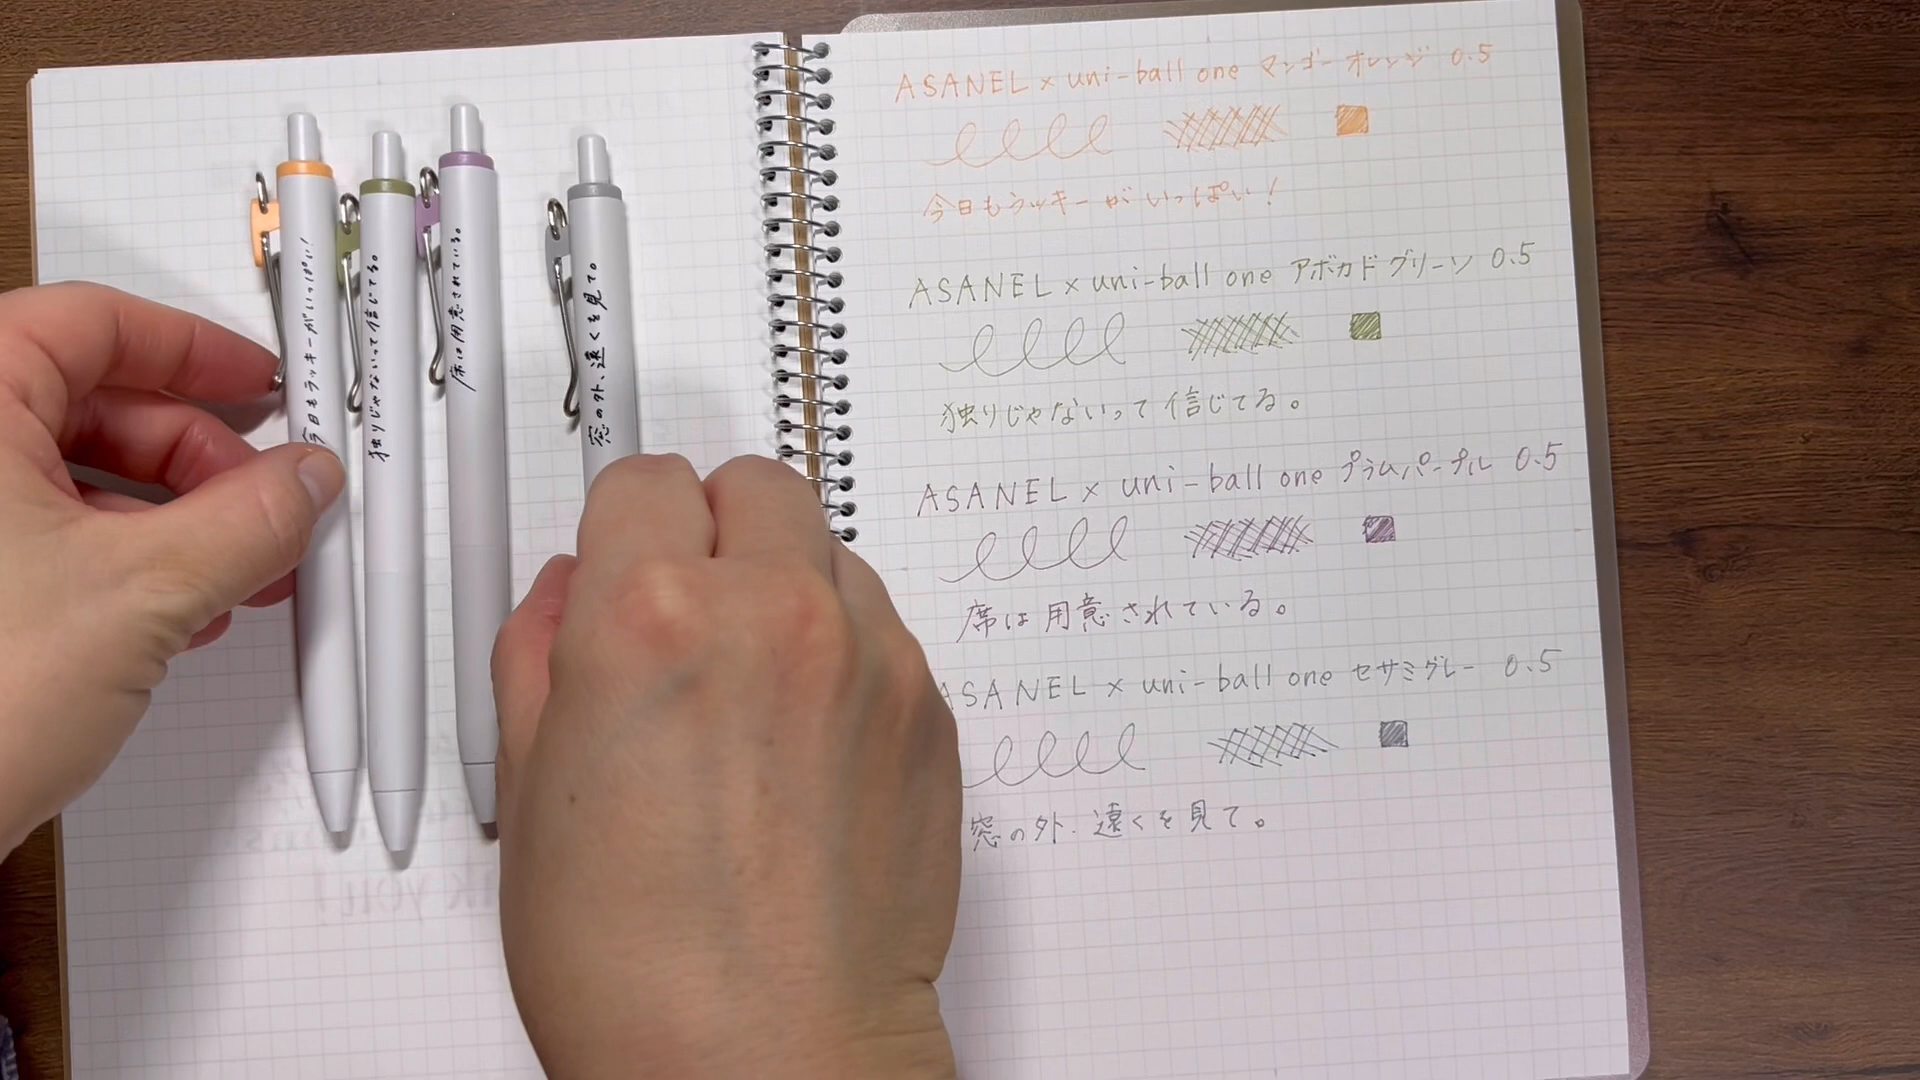 今日もラッキーがいっぱい!
独りじゃないって信じてる。
席は用意されている。
窓の外、遠くを見て。
ASANEL × uni-ball one マンゴーオレンジ 0.5
今日もラッキーがいっぱい!
ASANEL × uni-ball one アボカドグリーン 0.5
独りじゃないって信じてる。
ASANEL × uni-ball one プラムパープル 0.5
席は用意されている。
ASANEL × uni-ball one セサミグレー 0.5
窓の外、遠くを見て。